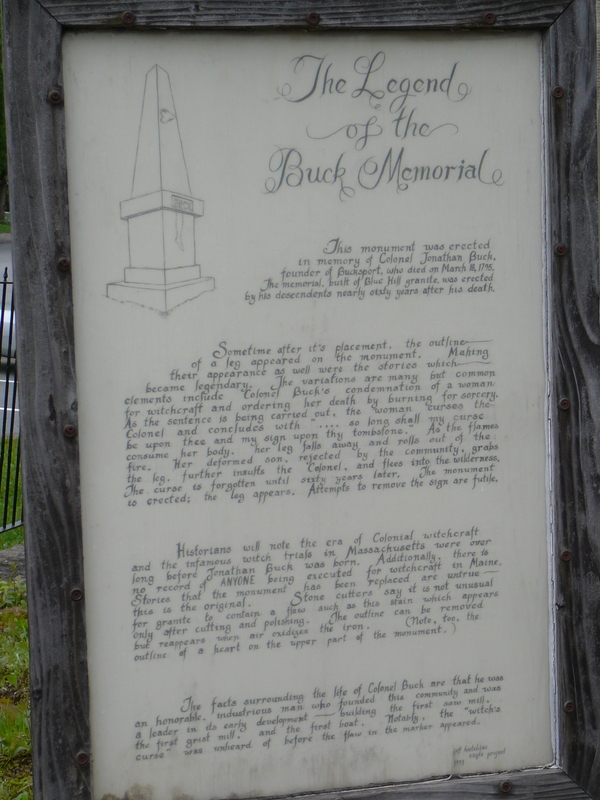 The Legend
of the
Buck Memorial
This monument was erected
in memory of Colonel Jonathan Buck,
founder of Bucksport, who died on March 18, 1795.
The memorial, built of Blue Hill granite, was erected
by his descendents nearly sixty years after his death.
Sometime after it's placement, the outline
of a leg appeared on the monument. Making
their appearance as well were the stories which
became legendary. The variations are many but common
elements include Colonel Buck's condemnation of a woman
for witchcraft and ordering her death by burning for sorcery.
As the sentence is being carried out, the woman curses the
Colonel and concludes with ".... so long shall my curse
be upon thee and my sign upon thy tombstone." As the flames
consume her body, her leg falls away and rolls out of the
fire. Her deformed son, rejected by the community, grabs
the leg, further insults the Colonel, and flees into the wilderness.
The curse is forgotten until sixty years later. The monument
is erected; the leg appears. Attempts to remove the sign are futile.
Historians will note the era of Colonial witchcraft
and the infamous witch trials in Massachusetts were over
long before Jonathan Buck was born. Additionally, there is
no record of ANYONE being executed for witchcraft in Maine.
Stories that the monument has been replaced are untrue —
this is the original. Stone cutters say it is not unusual
for granite to contain a flaw such as this stain which appears
only after cutting and polishing. The outline can be removed
but reappears when air oxidizes the iron. (Note, too, the
outline of a heart on the upper part of the monument.)
The facts surrounding the life of Colonel Buck are that he was
an honorable, industrious man who founded this community and was
a leader in its early development — building the first saw mill,
the first grist mill, and the first boat. Notably, the "witch's
curse" was unheard of before the flaw in the marker appeared.
eagle project